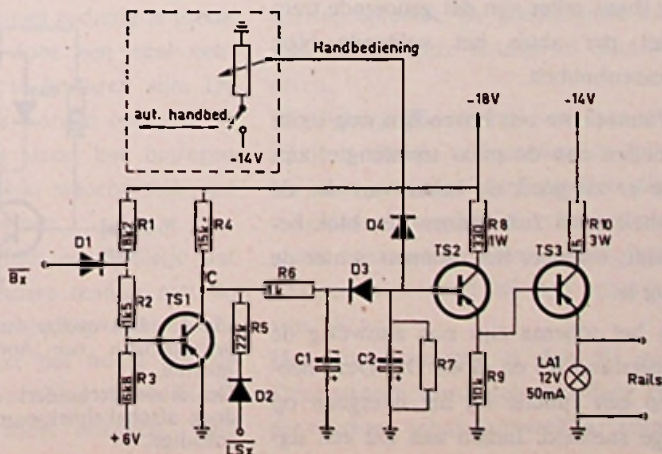 Handbediening
aut. handbed.
-14V
-18V
-14V
R1
R4
15k
D1
Bx
R2
TS1
C
R6
1k
D3
D4
TS2
R8
1W
TS3
R10
3W
R5
22k
R3
6k8
C1
C2
R7
R9
10k
LA1
12V
50mA
Rails
D2
+6V
LSx